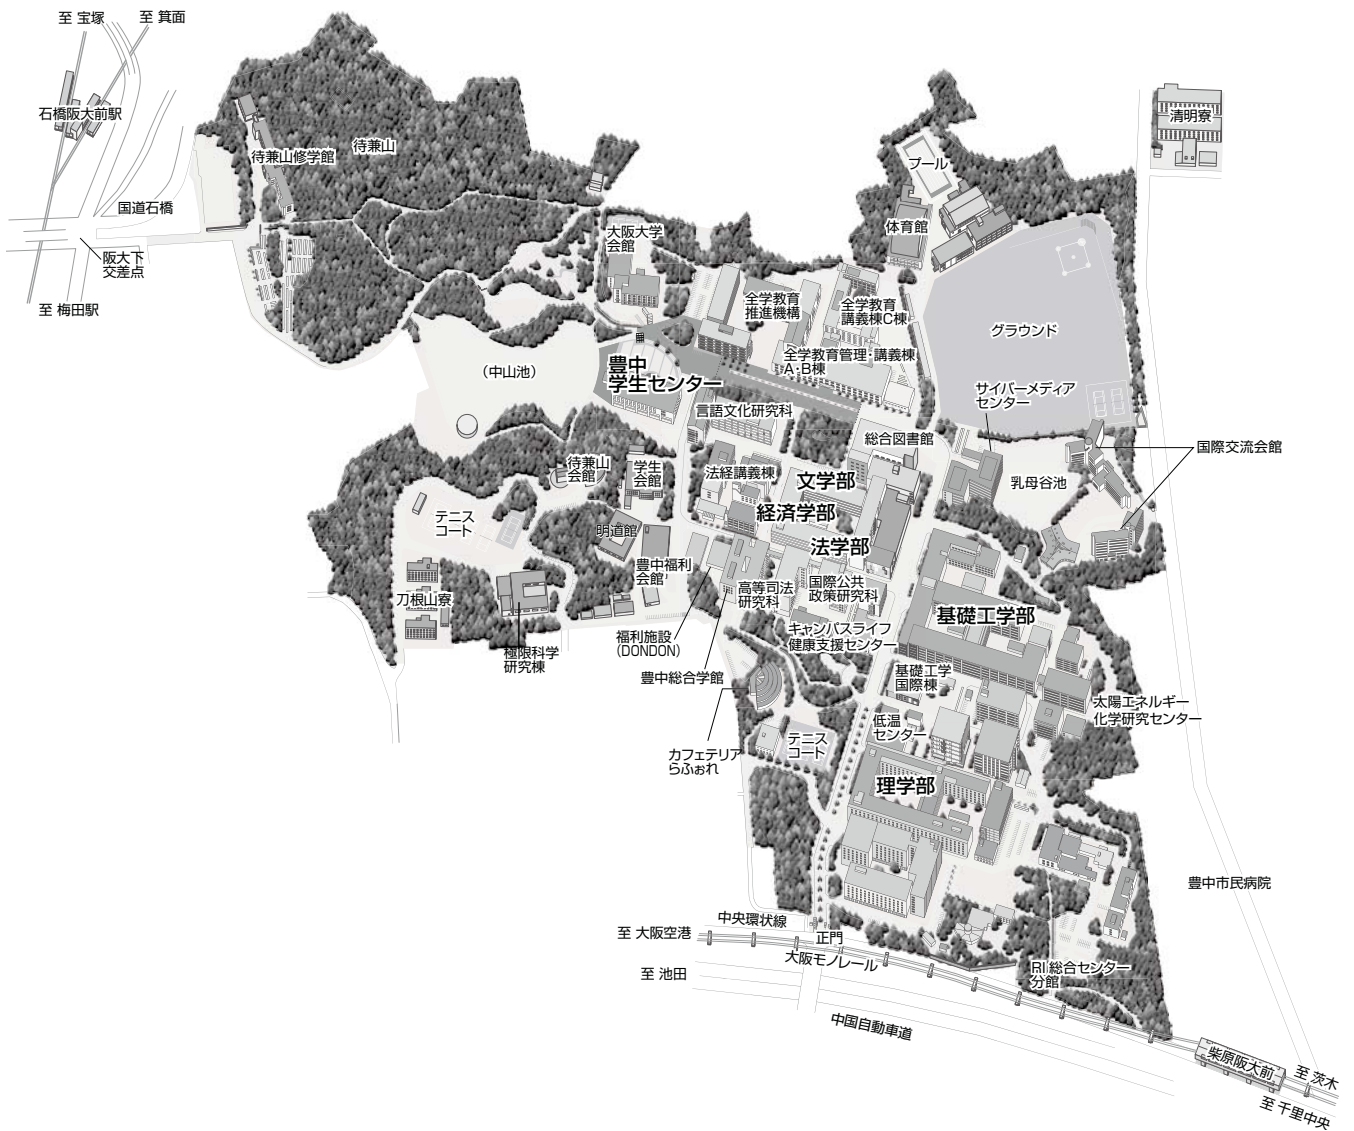 至 宝塚
至 箕面
石橋阪大前駅
国道石橋
阪大下
交差点
至 梅田駅
待兼山修学館
待兼山
大阪大学
会館
プール
体育館
清明寮
全学教育
推進機構
全学教育
講義棟C棟
全学教育管理・講義棟
A・B棟
グラウンド
(中山池)
豊中
学生センター
サイバーメディア
センター
言語文化研究科
総合図書館
国際交流会館
待兼山
会館
学生
会館
法経講義棟
文学部
乳母谷池
経済学部
テニス
コート
明道館
法学部
豊中福利
会館
高等司法
研究科
国際公共
政策研究科
刀根山寮
基礎工学部
キャンパスライフ
健康支援センター
福利施設
(DONDON)
極限科学
研究棟
豊中総合学館
基礎工学
国際棟
太陽エネルギー
化学研究センター
低温
センター
カフェテリア
らふぉれ
テニス
コート
理学部
豊中市民病院
中央環状線
至 大阪空港
正門
大阪モノレール
至 池田
RI総合センター
分館
中国自動車道
柴原阪大前
至 茨木
至 千里中央